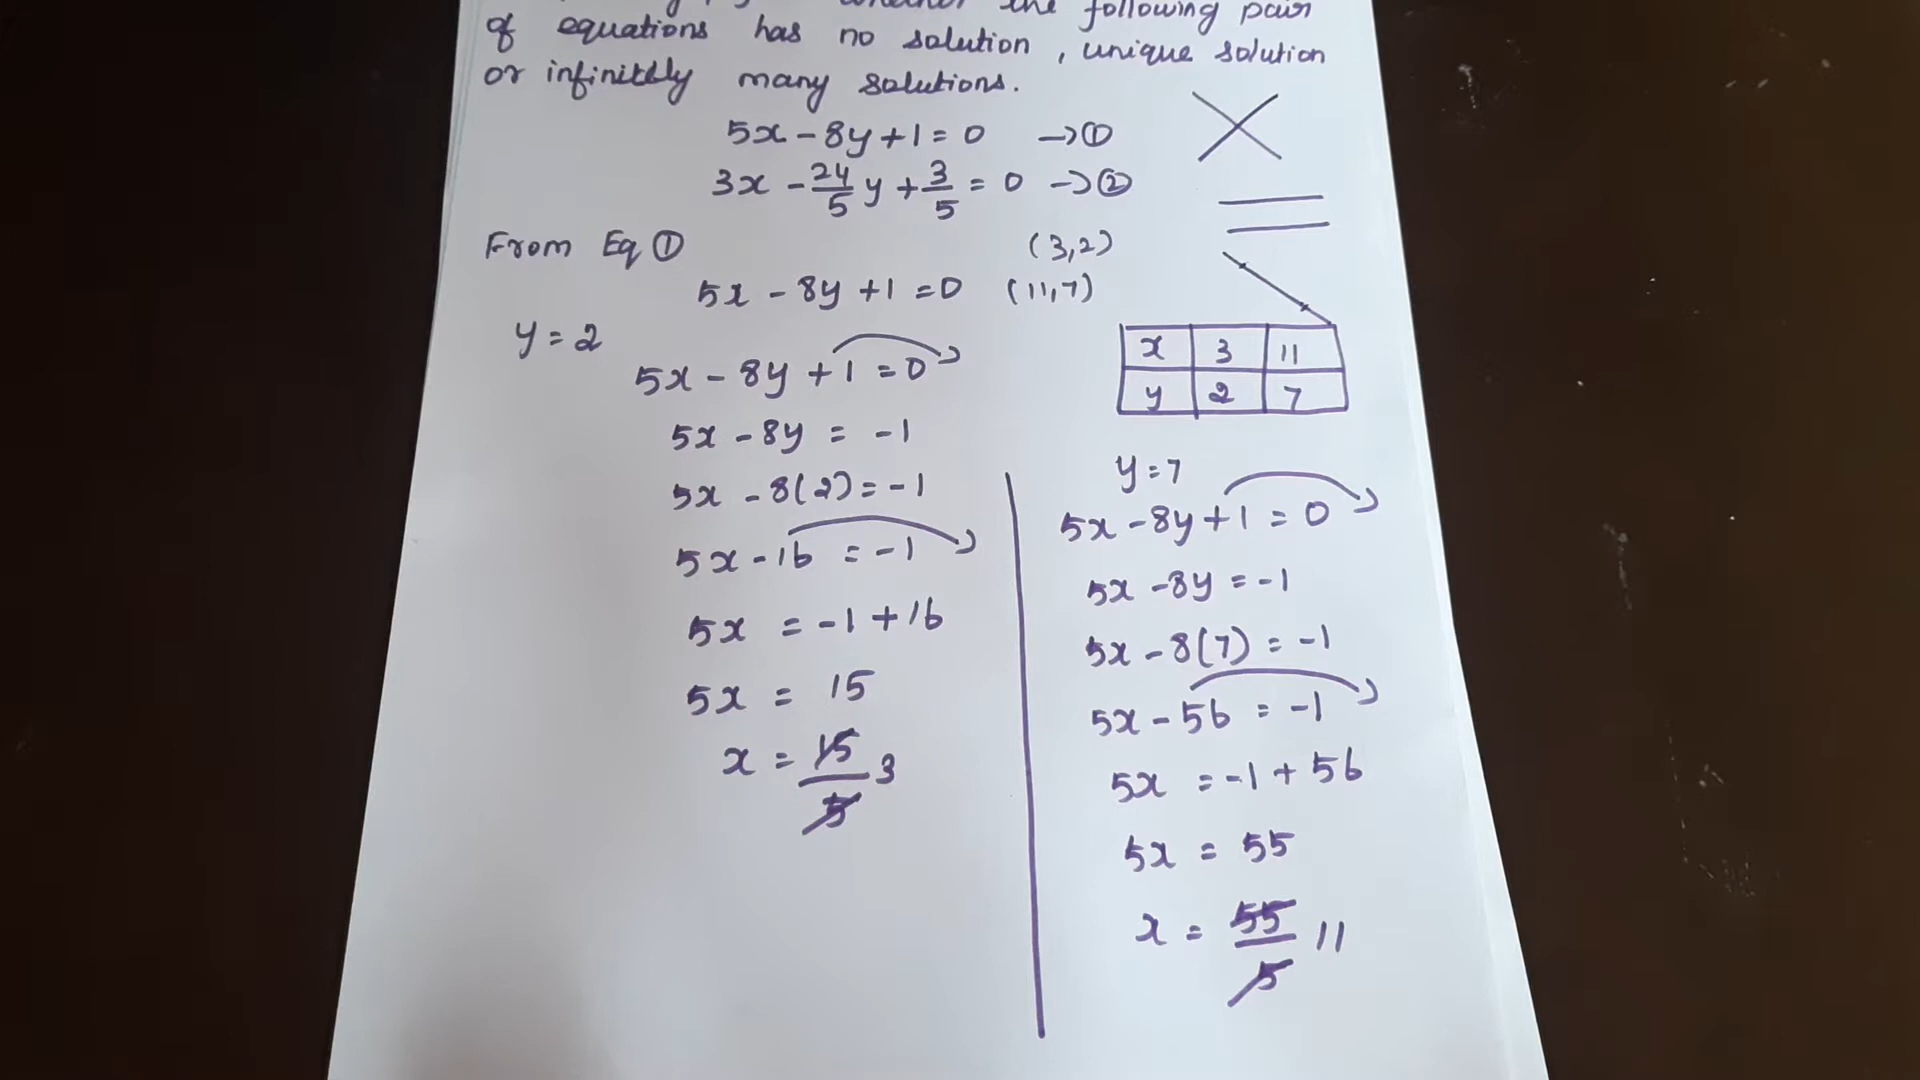 whether the following pair
of equations has no solution, unique solution
or infinitely many solutions.
5x - 8y + 1 = 0 → ①
3x - 24/5 y + 3/5 = 0 → ②
From Eq ① (3,2)
5x - 8y + 1 = 0 (11,7)
y = 2
5x - 8y + 1 = 0
5x - 8y = -1
5x - 8(2) = -1
5x - 16 = -1
5x = -1 + 16
5x = 15
x = 15/5 3
x 3 11
y 2 7
y = 7
5x - 8y + 1 = 0
5x - 8y = -1
5x - 8(7) = -1
5x - 56 = -1
5x = -1 + 56
5x = 55
x = 55/5 11